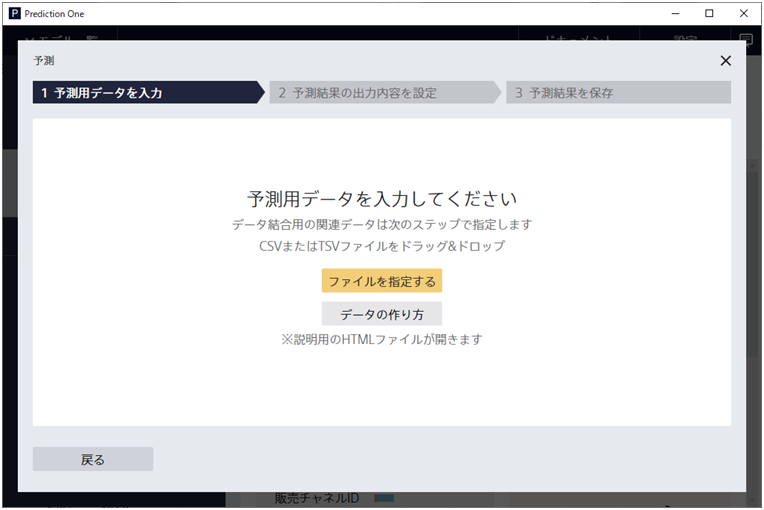 P Prediction One
予測
1 予測用データを入力
2 予測結果の出力内容を設定
3 予測結果を保存
予測用データを入力してください
データ結合用の関連データは次のステップで指定します
CSVまたはTSVファイルをドラッグ&ドロップ
ファイルを指定する
データの作り方
※説明用のHTMLファイルが開きます
戻る
販売チャネルID